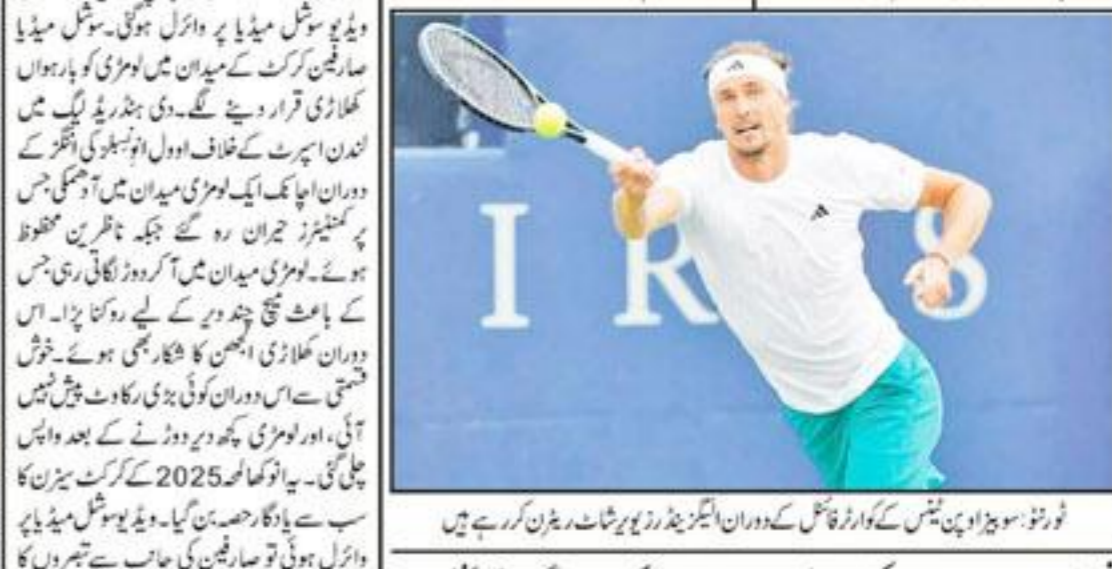 ویڈیو سوشل میڈیا پر وائرل ہوگئی۔ سوشل میڈیا
صارفین کرکٹ کے میدان میں لومڑی کو بارہواں
کھلاڑی قرار دینے لگے۔ دی ہنڈریڈ لیگ میں
لندن اسپرٹ کے خلاف اوول انونسیبلز کی اننگز کے
دوران اچانک ایک لومڑی میدان میں آدھمکی جس
پر کمنٹیٹرز حیران رہ گئے جبکہ ناظرین محظوظ
ہوئے۔ لومڑی میدان میں آ کر دوڑ لگاتی رہی جس
کے باعث میچ چند دیر کے لیے روکنا پڑا۔ اس
دوران کھلاڑی الجھن کا شکار بھی ہوئے۔ خوش
قسمتی سے اس دوران کوئی بڑی رکاوٹ پیش نہیں
آئی، اور لومڑی کچھ دیر دوڑنے کے بعد واپس
چلی گئی۔ یہ انوکھا لمحہ 2025 کے کرکٹ سیزن کا
سب سے یادگار حصہ بن گیا۔ ویڈیو سوشل میڈیا پر
وائرل ہوئی تو صارفین کی جانب سے تبصروں کا
I R S
ٹورنٹو: سوییز اوپن ٹینس کے کوارٹر فائنل کے دوران الیگزینڈر زیویر شاٹ ریٹرن کر رہے ہیں